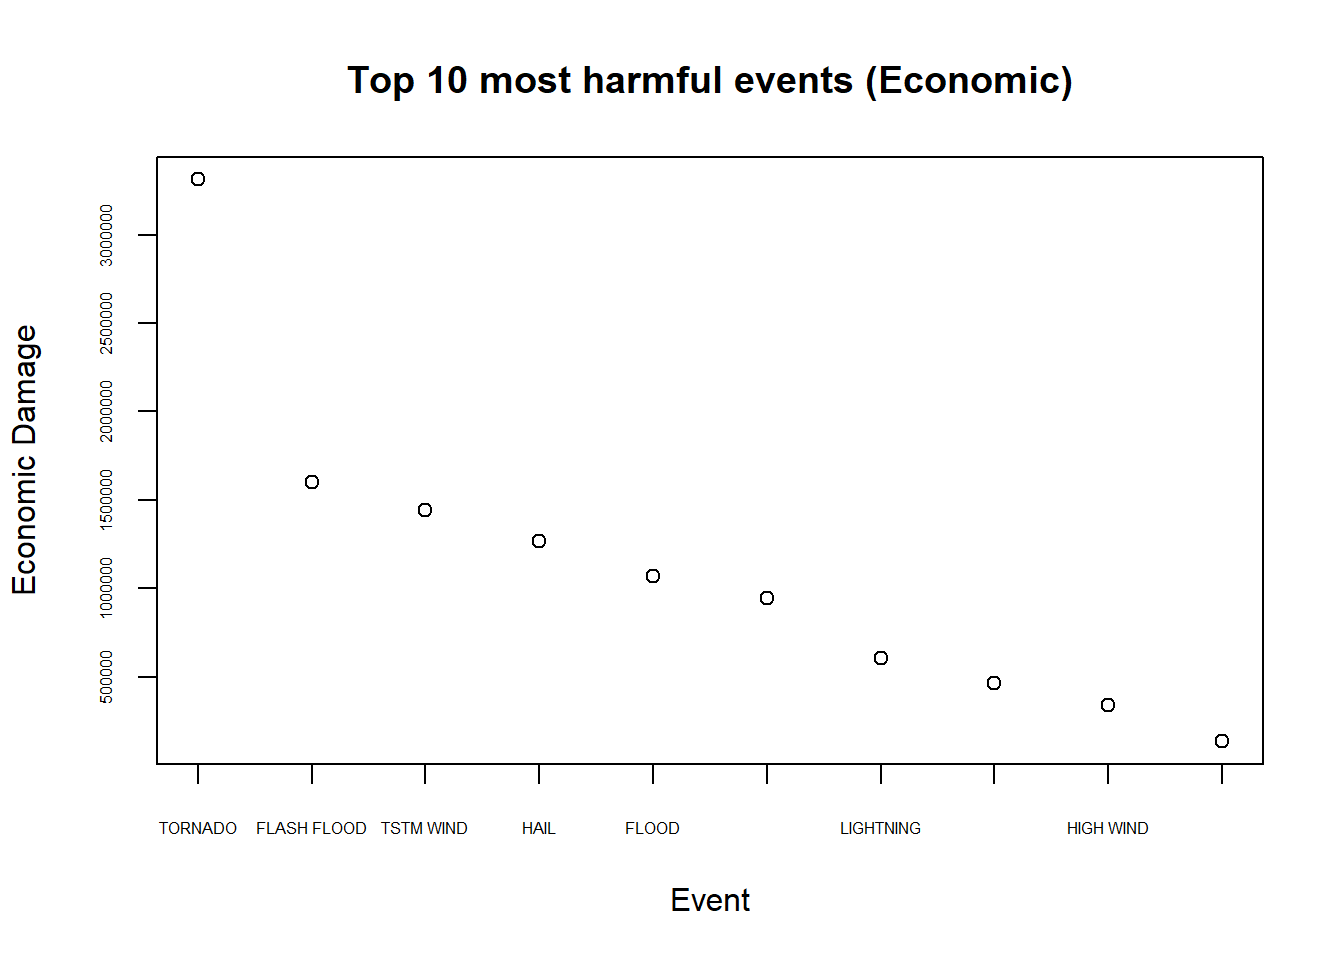 Top 10 most harmful events (Economic)
Economic Damage
3000000
2500000
2000000
1500000
1000000
500000
TORNADO FLASH FLOOD TSTM WIND HAIL FLOOD LIGHTNING HIGH WIND
Event